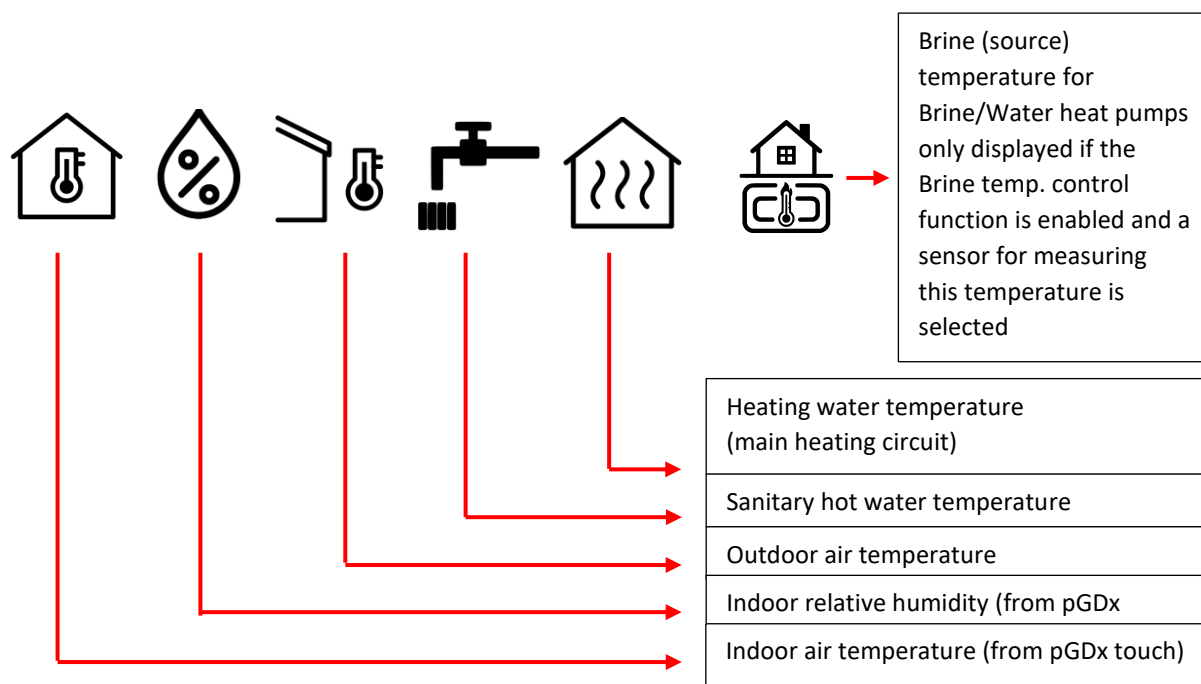 Brine (source)
temperature for
Brine/Water heat pumps
only displayed if the
Brine temp. control
function is enabled and a
sensor for measuring
this temperature is
selected
Heating water temperature
(main heating circuit)
Sanitary hot water temperature
Outdoor air temperature
Indoor relative humidity (from pGDx
Indoor air temperature (from pGDx touch)